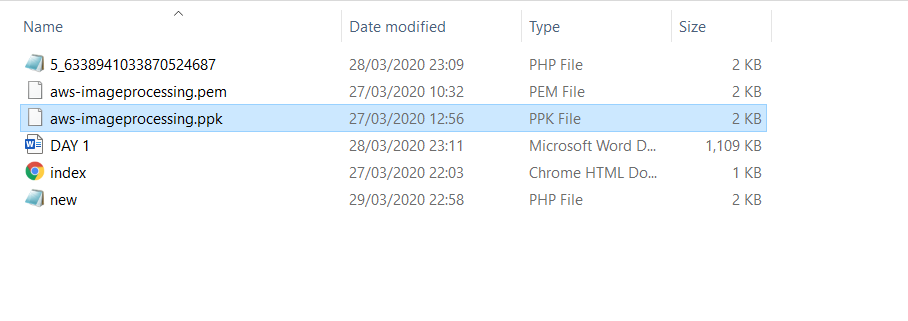 Name Date modified Type Size
5_6338941033870524687 28/03/2020 23:09 PHP File 2 KB
aws-imageprocessing.pem 27/03/2020 10:32 PEM File 2 KB
aws-imageprocessing.ppk 27/03/2020 12:56 PPK File 2 KB
DAY 1 28/03/2020 23:11 Microsoft Word D... 1,109 KB
index 27/03/2020 22:03 Chrome HTML Do... 1 KB
new 29/03/2020 22:58 PHP File 2 KB